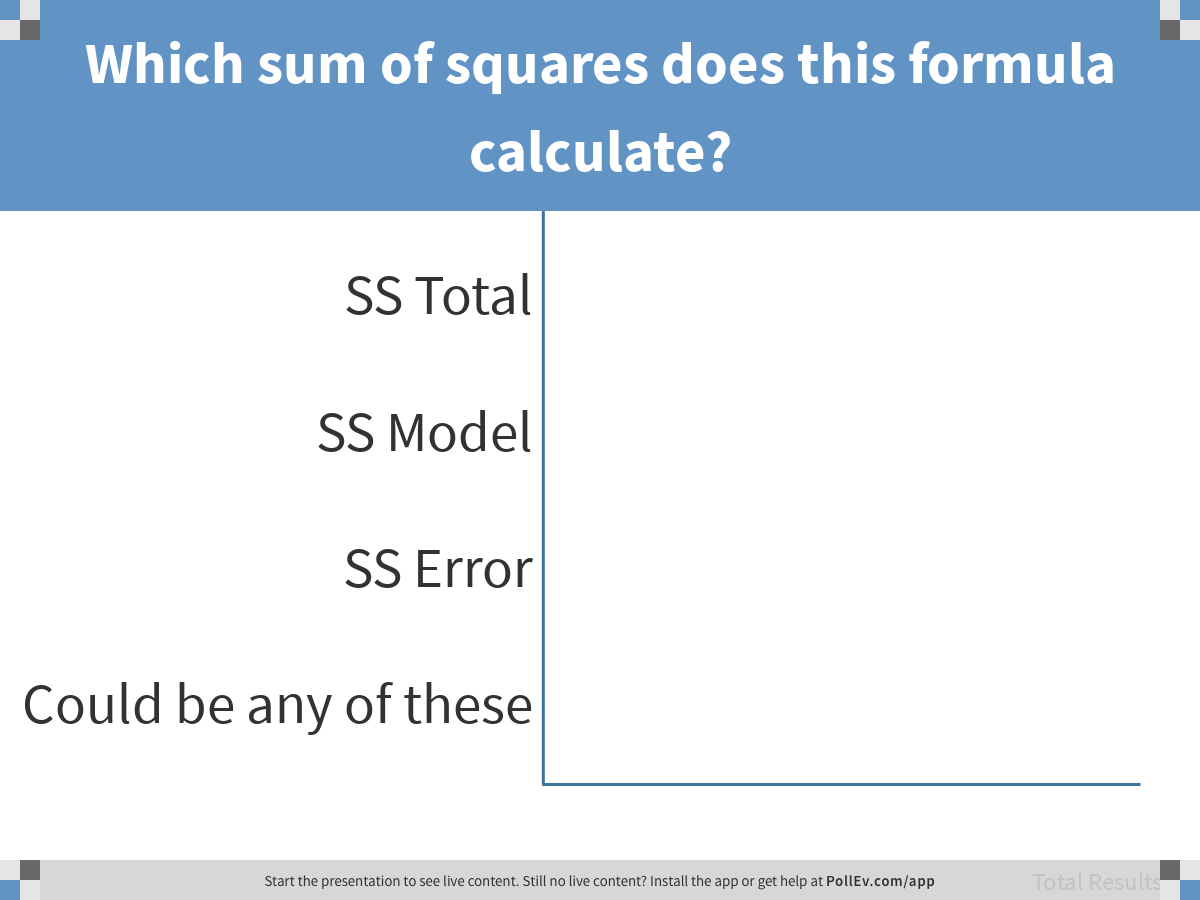 Which sum of squares does this formula
calculate?
SS Total
SS Model
SS Error
Could be any of these
Start the presentation to see live content. Still no live content? Install the app or get help at PollEv.com/app
Total Results